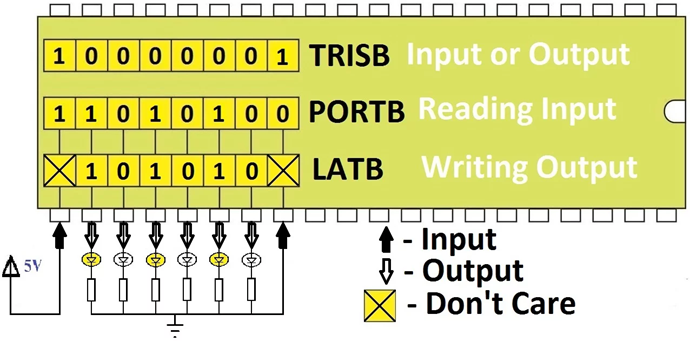 1 0 0 0 0 0 0 1 TRISB Input or Output
1 1 0 1 0 1 0 0 PORTB Reading Input
1 0 1 0 1 0 LATB Writing Output
5V
- Input
- Output
- Don't Care